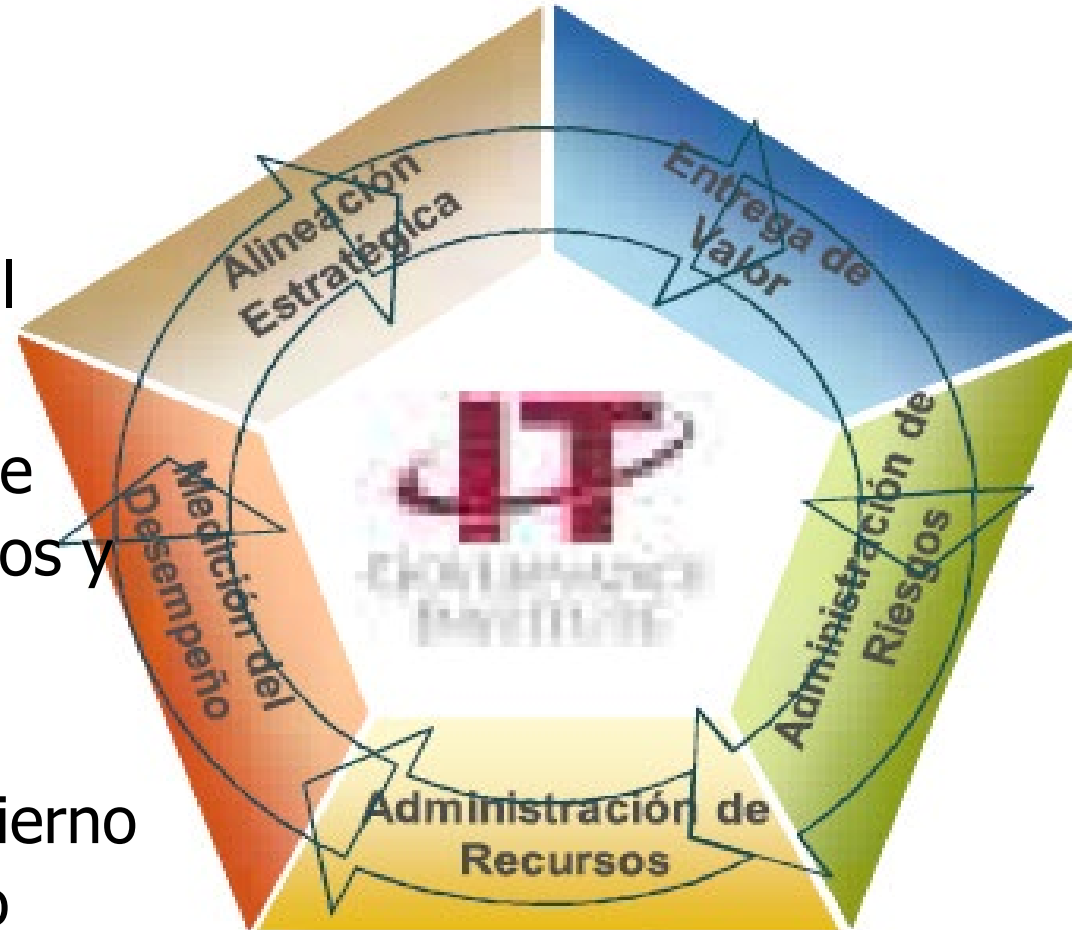 Alineación
Estratégica
Entrega de
Valor
l
e
os y
ierno
o
IT
Medición del
Desempeño
Administración de
Riesgos
Administración de
Recursos